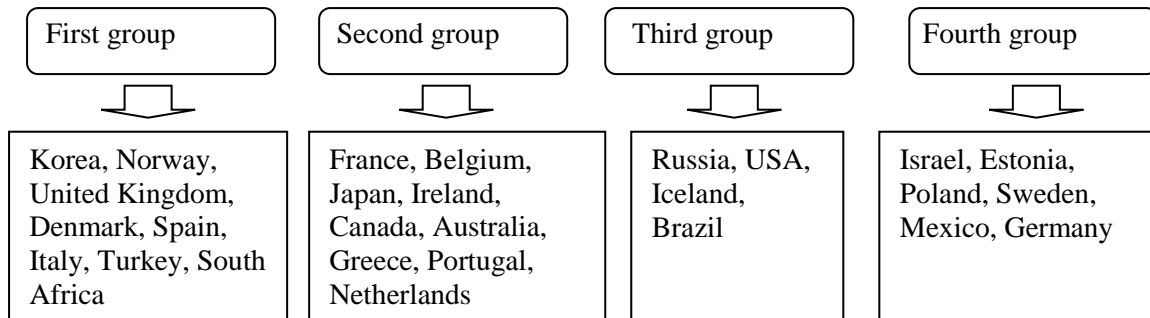 First group
Second group
Third group
Fourth group
Korea, Norway,
United Kingdom,
Denmark, Spain,
Italy, Turkey, South
Africa
France, Belgium,
Japan, Ireland,
Canada, Australia,
Greece, Portugal,
Netherlands
Russia, USA,
Iceland,
Brazil
Israel, Estonia,
Poland, Sweden,
Mexico, Germany